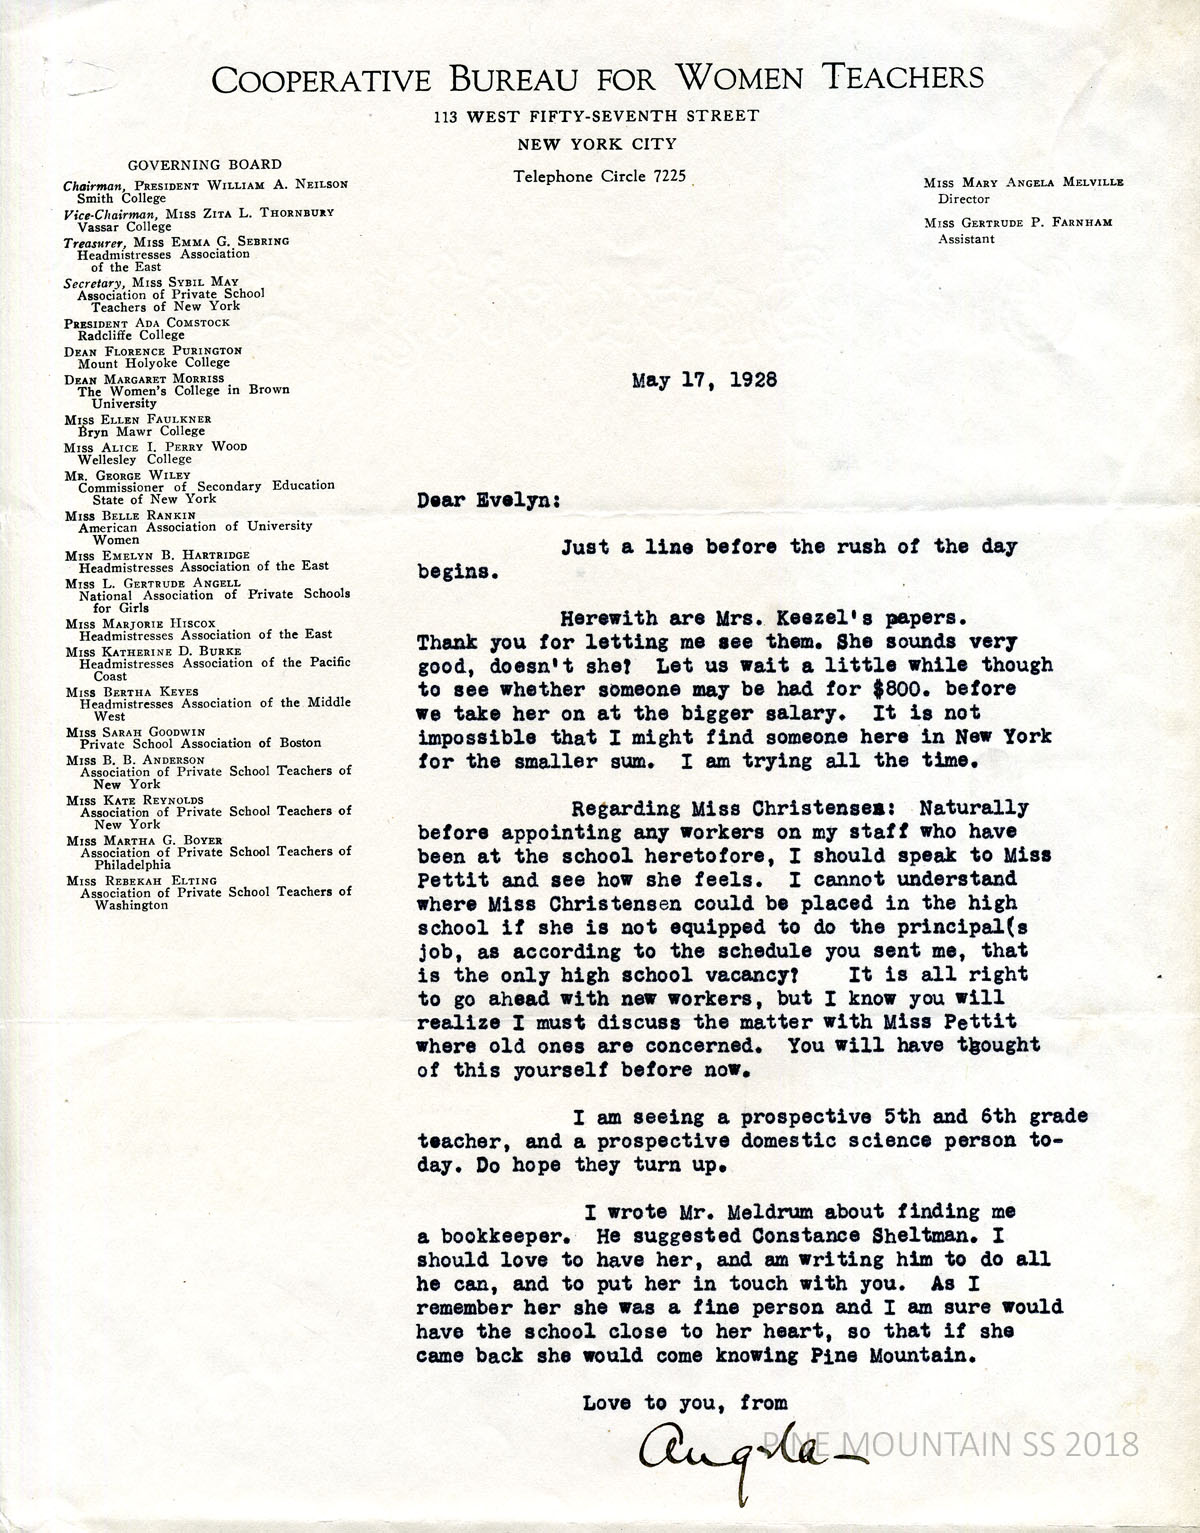 COOPERATIVE BUREAU FOR WOMEN TEACHERS
113 WEST FIFTY-SEVENTH STREET
NEW YORK CITY
Telephone Circle 7225
GOVERNING BOARD
Chairman, PRESIDENT WILLIAM A. NEILSON
Smith College
Vice-Chairman, MISS ZITA L. THORNBURY
Vassar College
Treasurer, MISS EMMA G. SEBRING
Headmistresses Association
of the East
Secretary, MISS SYBIL MAY
Association of Private School
Teachers of New York
PRESIDENT ADA COMSTOCK
Radcliffe College
DEAN FLORENCE PURINGTON
Mount Holyoke College
DEAN MARGARET MORRISS
The Women's College in Brown
University
MISS ELLEN FAULKNER
Bryn Mawr College
MISS ALICE I. PERRY WOOD
Wellesley College
MR. GEORGE WILEY
Commissioner of Secondary Education
State of New York
MISS BELLE RANKIN
American Association of University
Women
MISS EMELYN B. HARTRIDGE
Headmistresses Association of the East
MISS L. GERTRUDE ANGELL
National Association of Private Schools
for Girls
MISS MARJORIE HISCOX
Headmistresses Association of the East
MISS KATHERINE D. BURKE
Headmistresses Association of the Pacific
Coast
MISS BERTHA KEYES
Headmistresses Association of the Middle
West
MISS SARAH GOODWIN
Private School Association of Boston
MISS B. B. ANDERSON
Association of Private School Teachers of
New York
MISS KATE REYNOLDS
Association of Private School Teachers of
New York
MISS MARTHA G. BOYER
Association of Private School Teachers of
Philadelphia
MISS REBEKAH ELTING
Association of Private School Teachers of
Washington
MISS MARY ANGELA MELVILLE
Director
MISS GERTRUDE P. FARNHAM
Assistant
May 17, 1928
Dear Evelyn:
Just a line before the rush of the day
begins.
Herewith are Mrs. Keezel's papers.
Thank you for letting me see them. She sounds very
good, doesn't she? Let us wait a little while though
to see whether someone may be had for $800. before
we take her on at the bigger salary. It is not
impossible that I might find someone here in New York
for the smaller sum. I am trying all the time.
Regarding Miss Christensen: Naturally
before appointing any workers on my staff who have
been at the school heretofore, I should speak to Miss
Pettit and see how she feels. I cannot understand
where Miss Christensen could be placed in the high
school if she is not equipped to do the principal(s
job, as according to the schedule you sent me, that
is the only high school vacancy? It is all right
to go ahead with new workers, but I know you will
realize I must discuss the matter with Miss Pettit
where old ones are concerned. You will have thought
of this yourself before now.
I am seeing a prospective 5th and 6th grade
teacher, and a prospective domestic science person to-
day. Do hope they turn up.
I wrote Mr. Meldrum about finding me
a bookkeeper. He suggested Constance Sheltman. I
should love to have her, and am writing him to do all
he can, and to put her in touch with you. As I
remember her she was a fine person and I am sure would
have the school close to her heart, so that if she
came back she would come knowing Pine Mountain.
Love to you, from
Angela-
PINE MOUNTAIN SS 2018